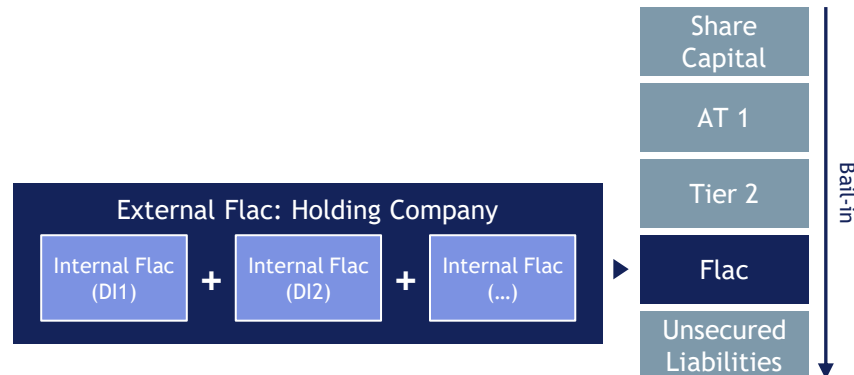 Share
Capital
AT 1
Tier 2
Bail-in
External Flac: Holding Company
Internal Flac
(DI1)
+
Internal Flac
(DI2)
+
Internal Flac
(…)
Flac
Unsecured
Liabilities